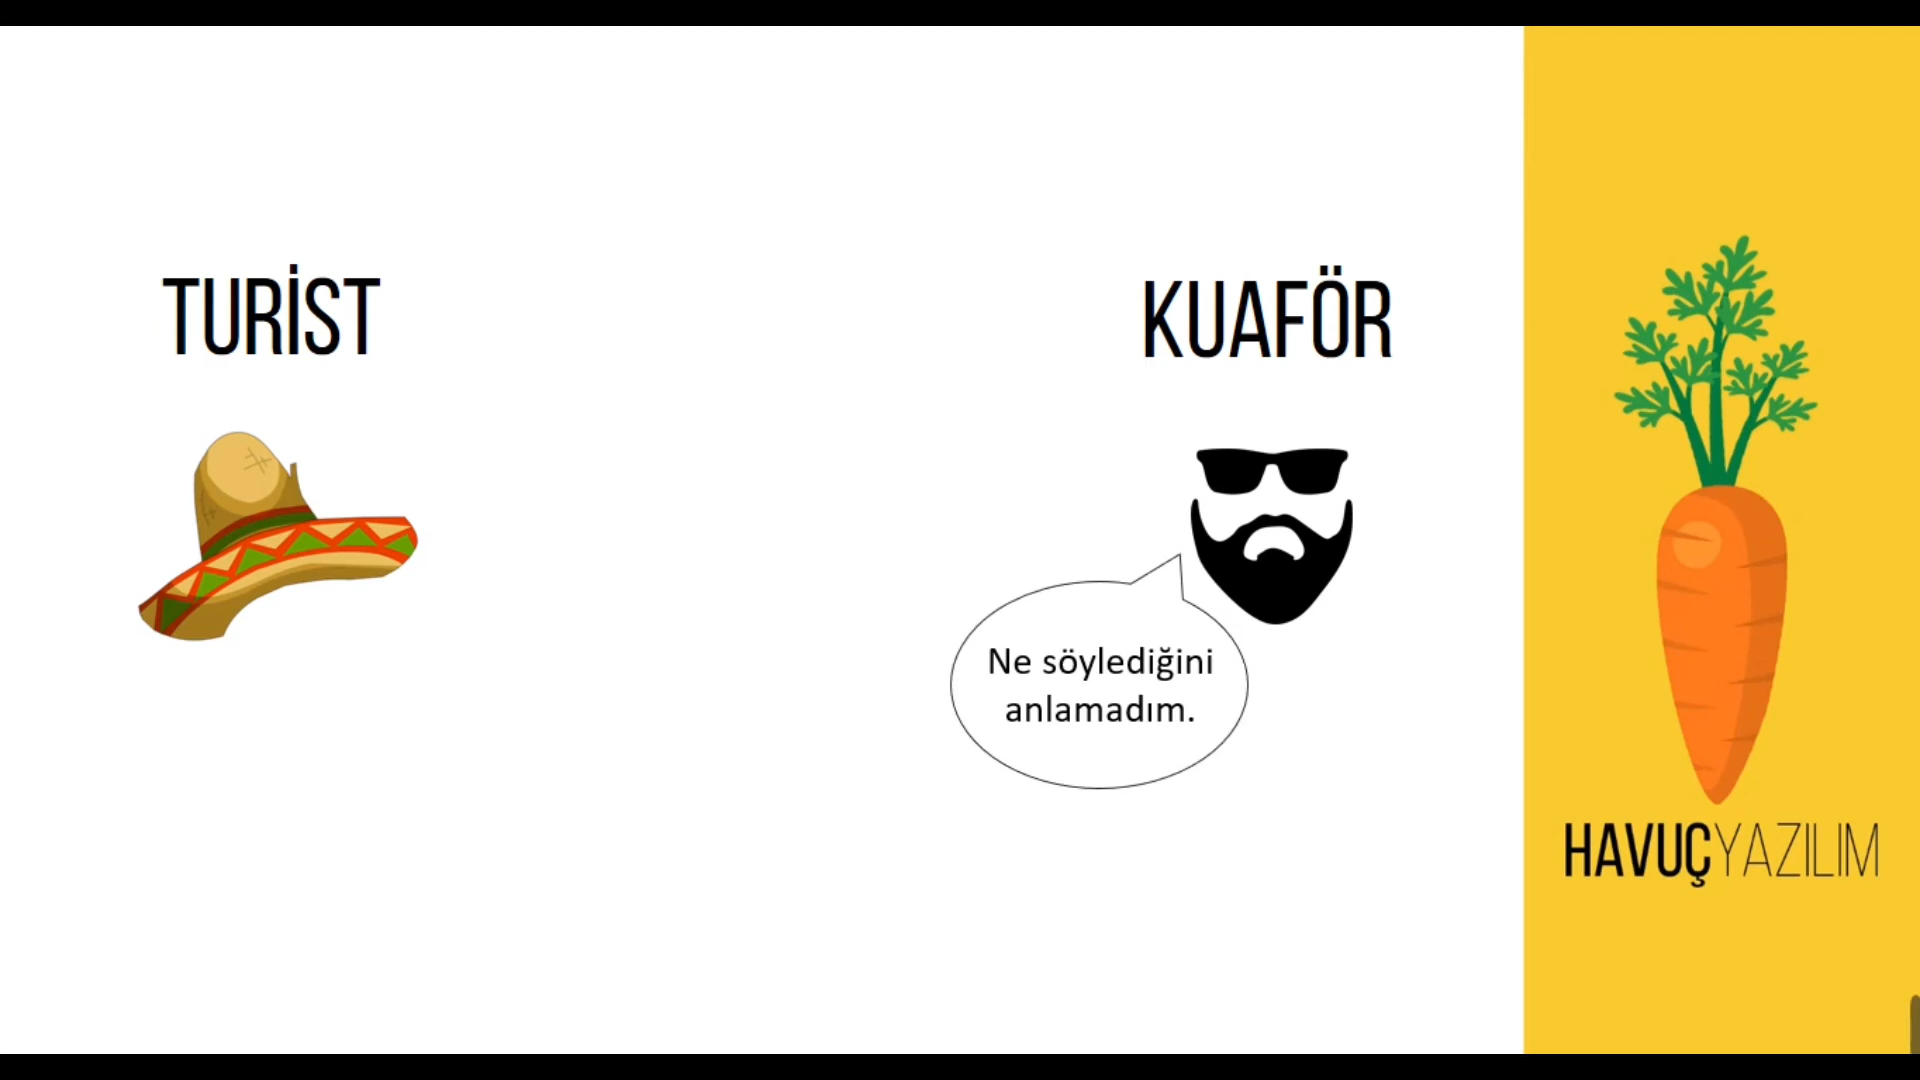 TURİST
KUAFÖR
Ne söylediğini
anlamadım.
HAVUÇYAZILIM